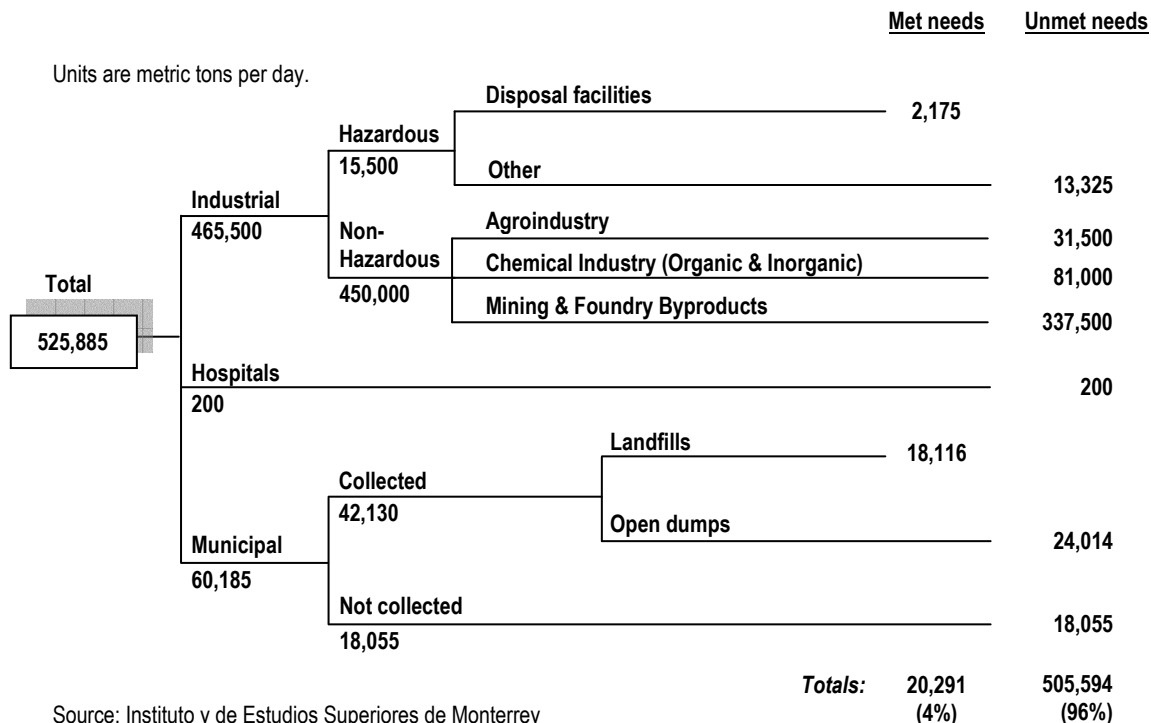 Met needs Unmet needs
Units are metric tons per day.
Disposal facilities
2,175
Hazardous
15,500
Other
13,325
Industrial
465,500
Agroindustry
31,500
Non-
Hazardous
450,000
Chemical Industry (Organic & Inorganic)
81,000
Mining & Foundry Byproducts
337,500
Total
525,885
Hospitals
200
200
Landfills
18,116
Collected
42,130
Open dumps
24,014
Municipal
60,185
Not collected
18,055
18,055
Totals: 20,291 505,594
(4%) (96%)
Source: Instituto y de Estudios Superiores de Monterrey